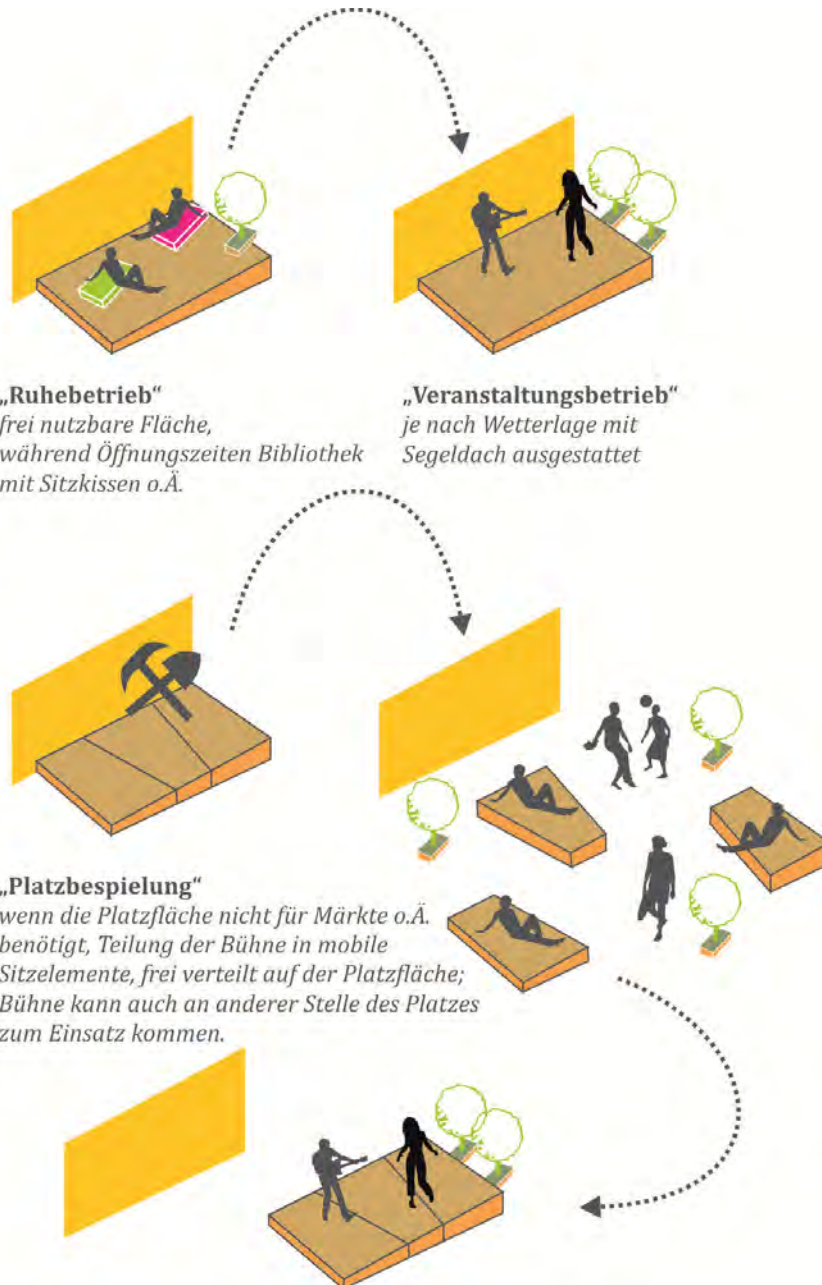 „Ruhebetrieb“
frei nutzbare Fläche,
während Öffnungszeiten Bibliothek
mit Sitzkissen o.Ä.
„Veranstaltungsbetrieb“
je nach Wetterlage mit
Segeldach ausgestattet
„Platzbespielung“
wenn die Platzfläche nicht für Märkte o.Ä.
benötigt, Teilung der Bühne in mobile
Sitzelemente, frei verteilt auf der Platzfläche;
Bühne kann auch an anderer Stelle des Platzes
zum Einsatz kommen.